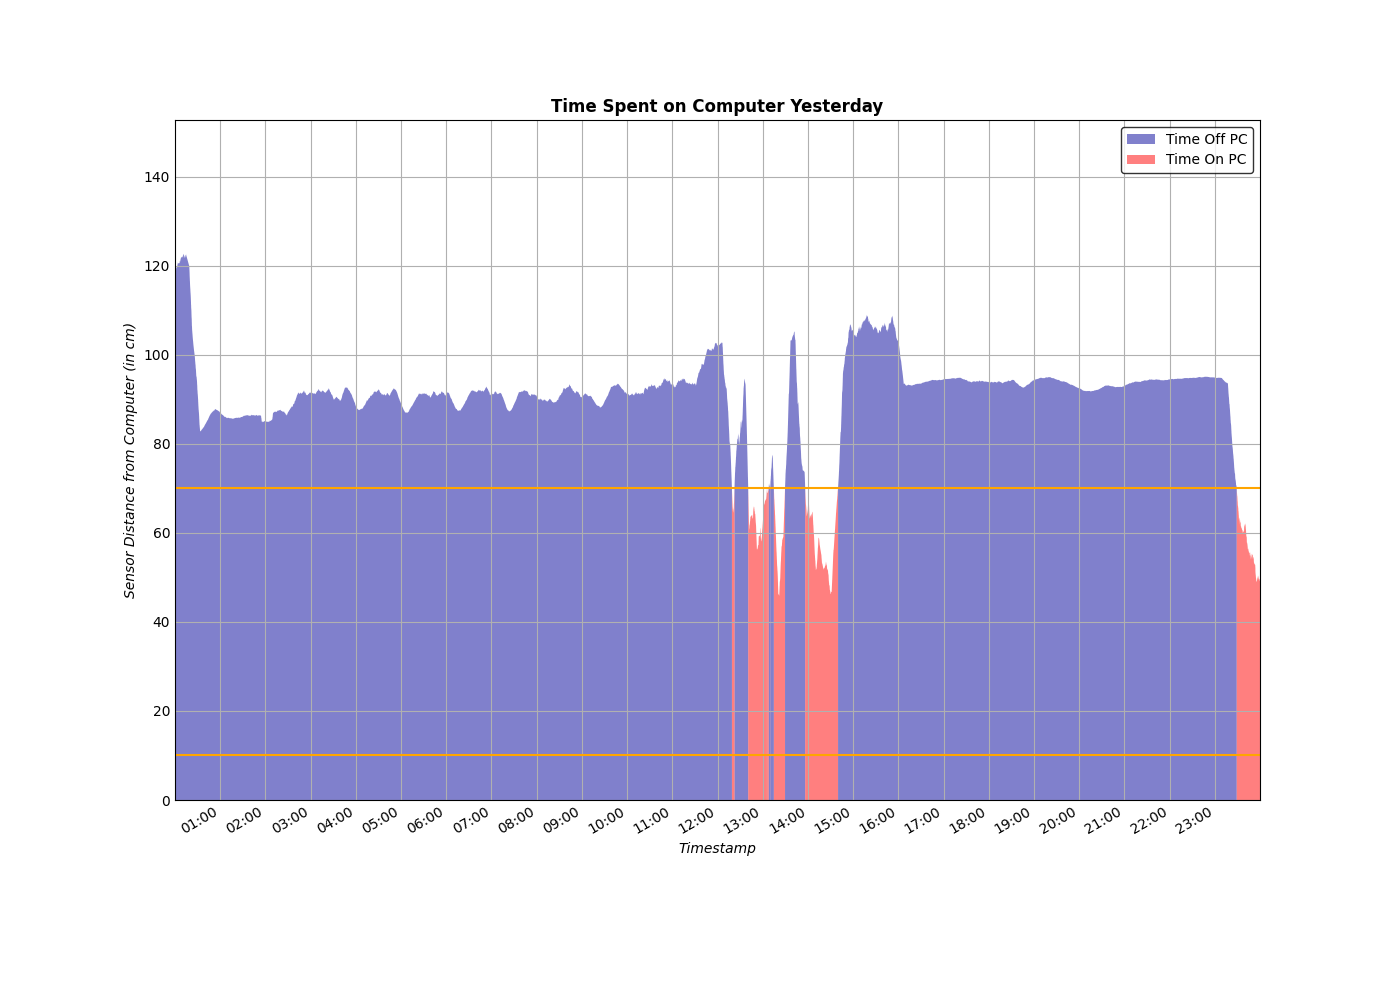 Time Spent on Computer Yesterday
Time Off PC
Time On PC
Sensor Distance from Computer (in cm)
140
120
100
80
60
40
20
0
01:00 02:00 03:00 04:00 05:00 06:00 07:00 08:00 09:00 10:00 11:00 12:00 13:00 14:00 15:00 16:00 17:00 18:00 19:00 20:00 21:00 22:00 23:00
Timestamp